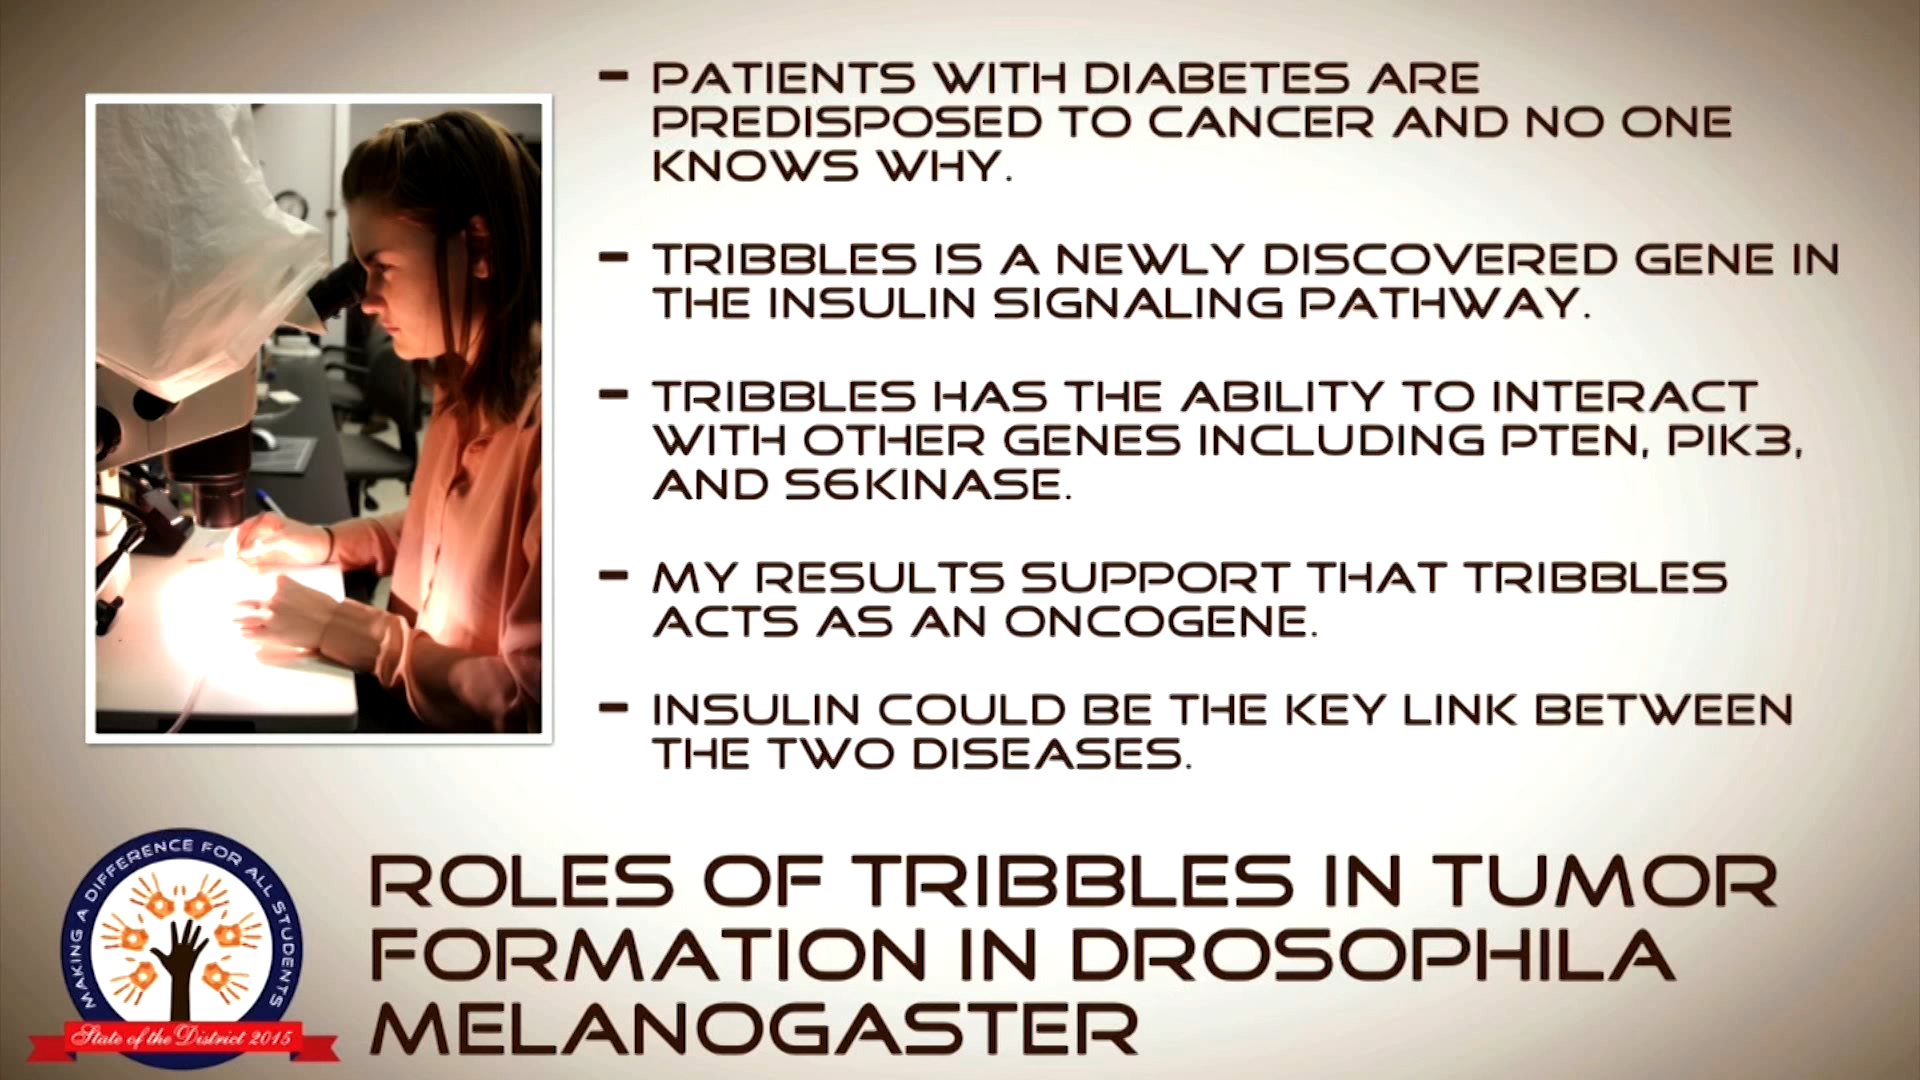 - PATIENTS WITH DIABETES ARE
PREDISPOSED TO CANCER AND NO ONE
KNOWS WHY.
- TRIBBLES IS A NEWLY DISCOVERED GENE IN
THE INSULIN SIGNALING PATHWAY.
- TRIBBLES HAS THE ABILITY TO INTERACT
WITH OTHER GENES INCLUDING PTEN, PIK3,
AND S6KINASE.
- MY RESULTS SUPPORT THAT TRIBBLES
ACTS AS AN ONCOGENE.
- INSULIN COULD BE THE KEY LINK BETWEEN
THE TWO DISEASES.
MAKING A DIFFERENCE FOR ALL STUDENTS
State of the District 2015
ROLES OF TRIBBLES IN TUMOR
FORMATION IN DROSOPHILA
MELANOGASTER